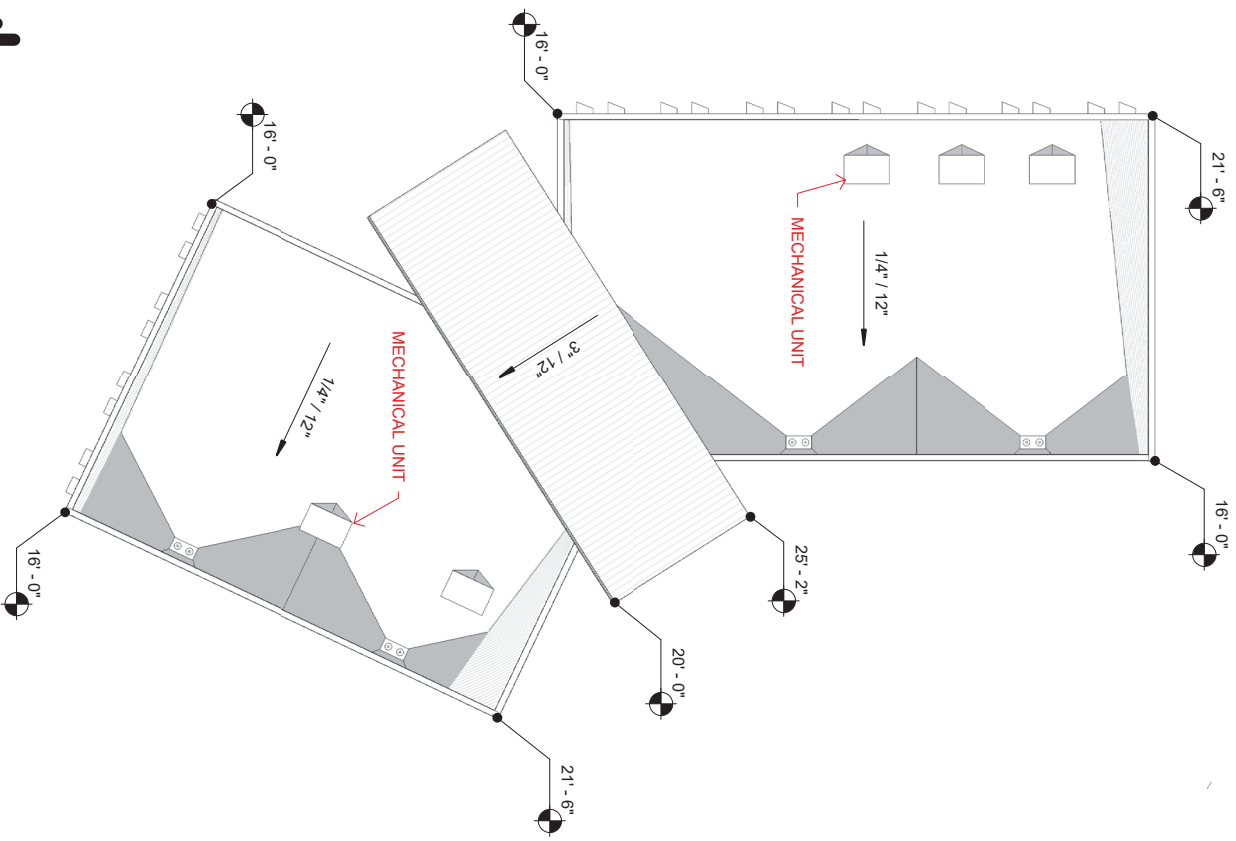 16' - 0"
21' - 6"
16' - 0"
1/4" / 12"
MECHANICAL UNIT
16' - 0"
3" / 12"
MECHANICAL UNIT
1/4" / 12"
25' - 2"
16' - 0"
20' - 0"
21' - 6"